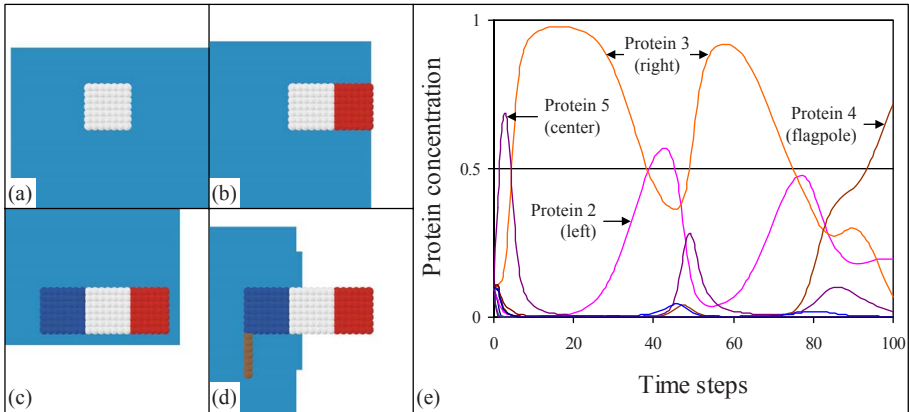 (a)
(b)
(c)
(d)
(e)
Protein concentration
1
0.5
0
Protein 3
(right)
Protein 5
(center)
Protein 4
(flagpole)
Protein 2
(left)
0
20
40
60
80
100
Time steps